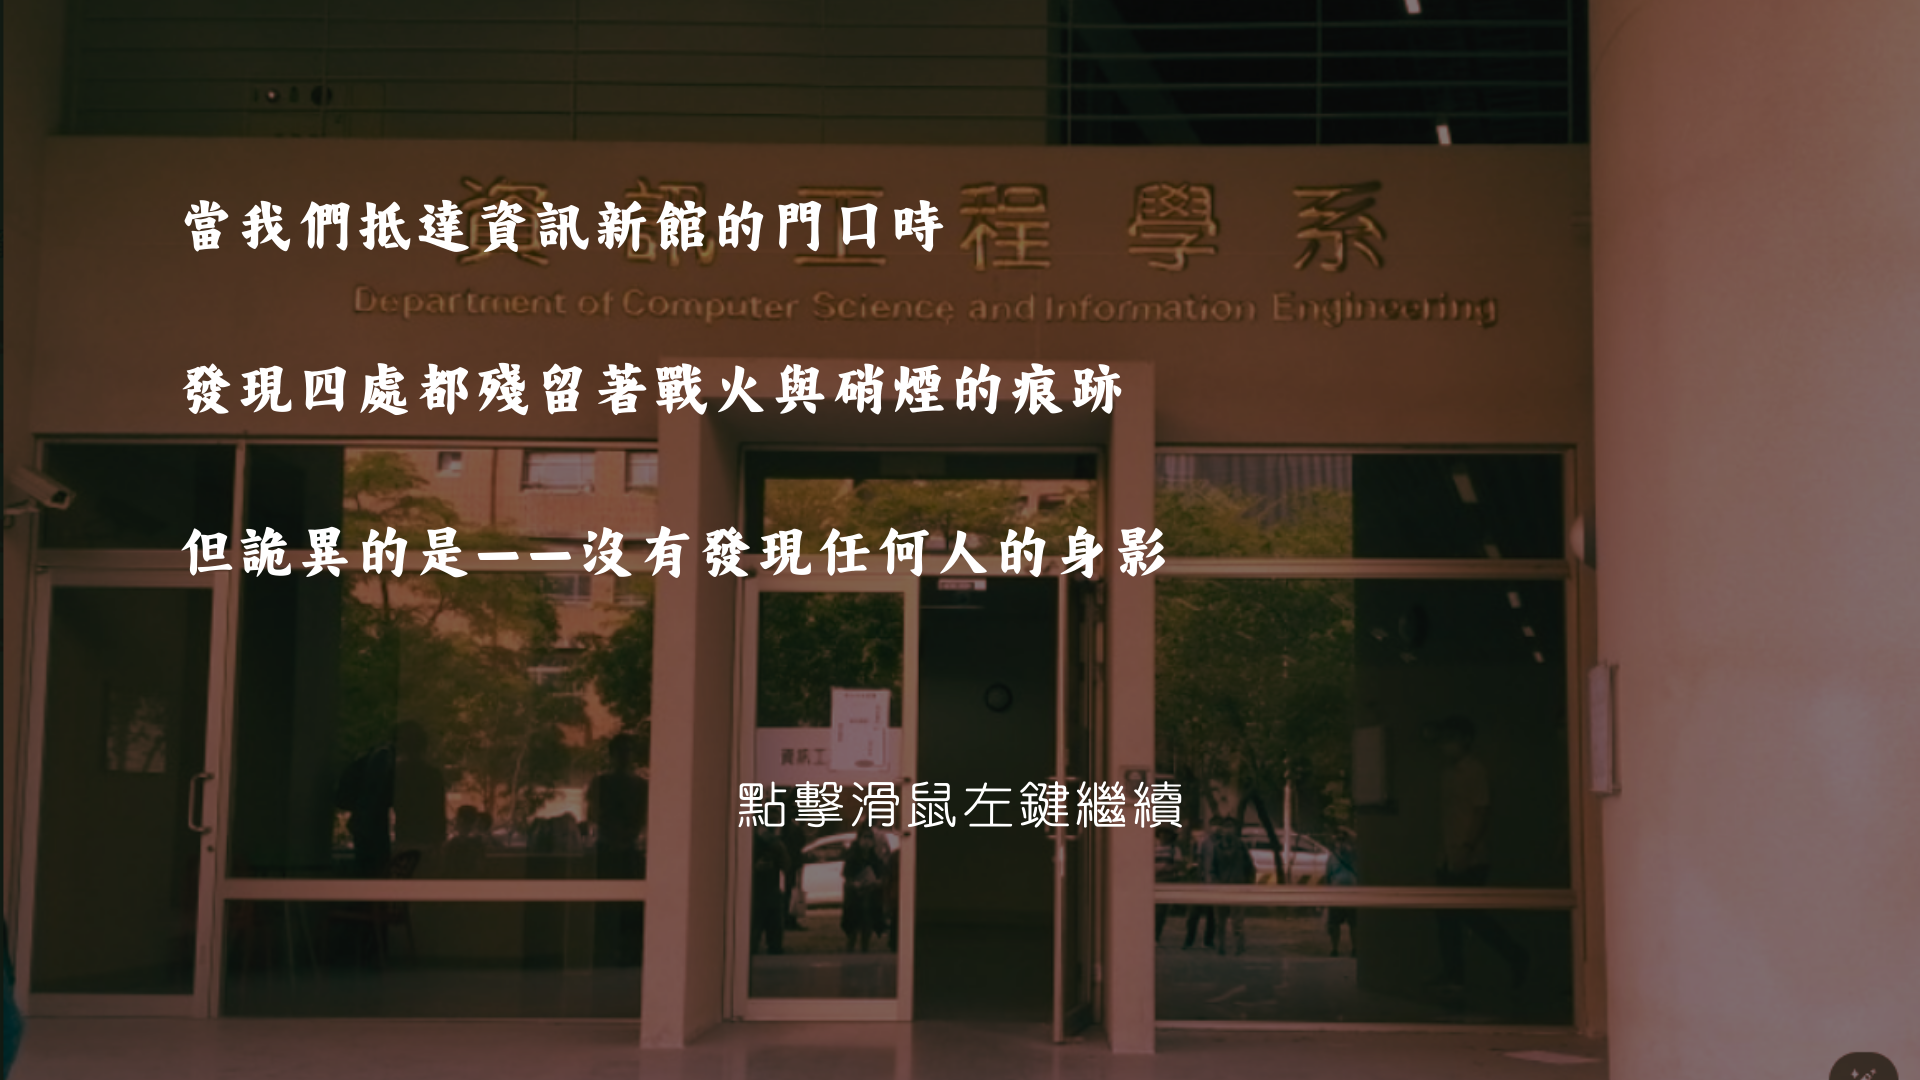 資訊工程學系
當我們抵達資訊新館的門口時
Department of Computer Science and Information Engineering
發現四處都殘留著戰火與硝煙的痕跡
但詭異的是——沒有發現任何人的身影
資訊工
點擊滑鼠左鍵繼續